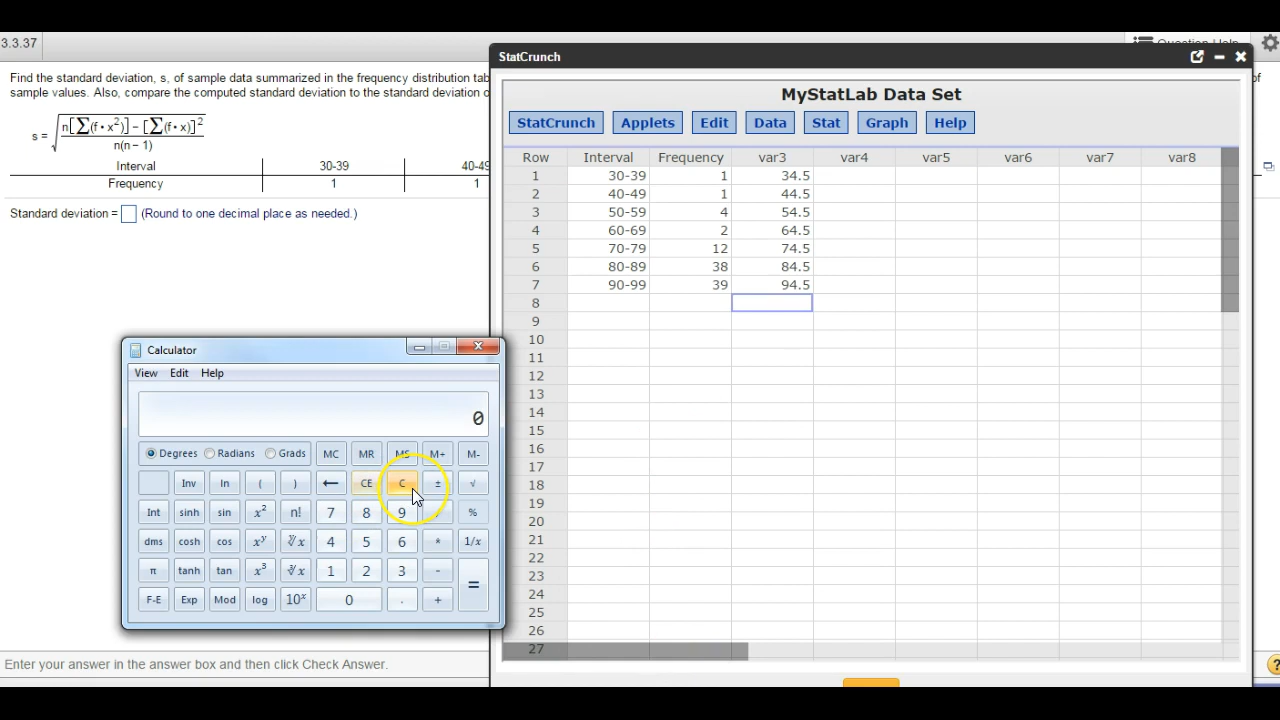 3.3.37
StatCrunch
Find the standard deviation, s, of sample data summarized in the frequency distribution tab
of
sample values. Also, compare the computed standard deviation to the standard deviation o
s = √ n[∑(f•x²)] − [∑(f•x)]²
n(n − 1)
Interval 30-39 40-49
Frequency 1 1
Standard deviation = (Round to one decimal place as needed.)
MyStatLab Data Set
StatCrunch Applets Edit Data Stat Graph Help
Row Interval Frequency var3 var4 var5 var6 var7 var8
1 30-39 1 34.5
2 40-49 1 44.5
3 50-59 4 54.5
4 60-69 2 64.5
5 70-79 12 74.5
6 80-89 38 84.5
7 90-99 39 94.5
8
9
10
11
12
13
14
15
16
17
18
19
20
21
22
23
24
25
26
27
Calculator
View Edit Help
0
Degrees Radians Grads MC MR MS M+ M-
Inv ln ( ) ← CE C ± √
Int sinh sin x² n! 7 8 9 / %
dms cosh cos xʸ ʸ√x 4 5 6 * 1/x
π tanh tan x³ ³√x 1 2 3 - =
F-E Exp Mod log 10ˣ 0 . +
Enter your answer in the answer box and then click Check Answer.
?